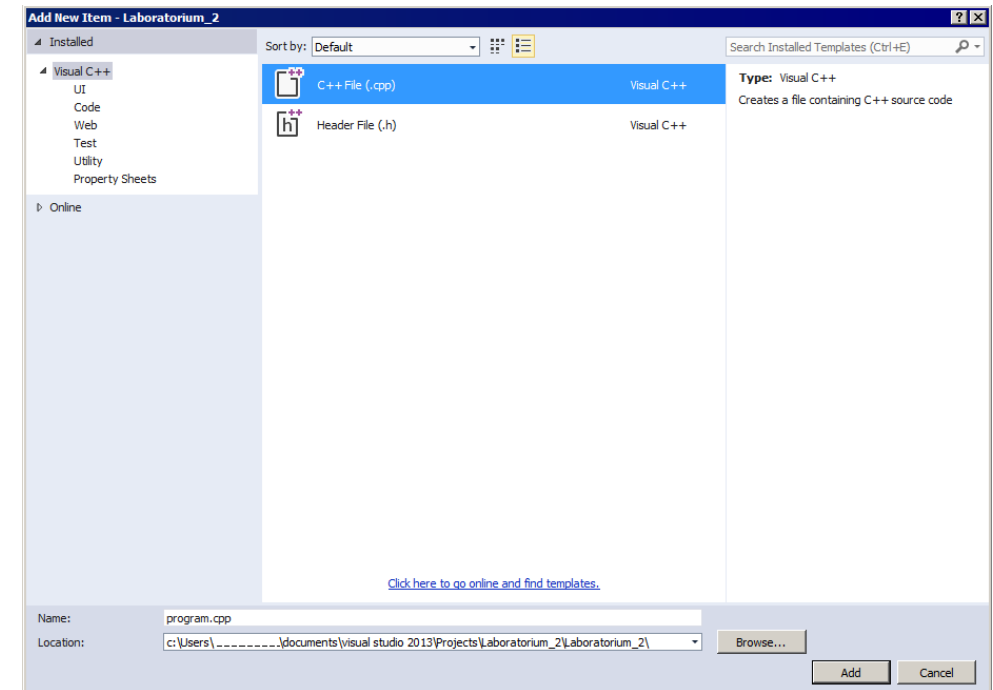 Add New Item - Laboratorium_2
Installed
Sort by: Default
Search Installed Templates (Ctrl+E)
Visual C++
UI
Code
Web
Test
Utility
Property Sheets
Online
C++ File (.cpp) Visual C++
Header File (.h) Visual C++
Type: Visual C++
Creates a file containing C++ source code
Click here to go online and find templates.
Name: program.cpp
Location: c:\Users\_________\documents\visual studio 2013\Projects\Laboratorium_2\Laboratorium_2\
Browse...
Add Cancel